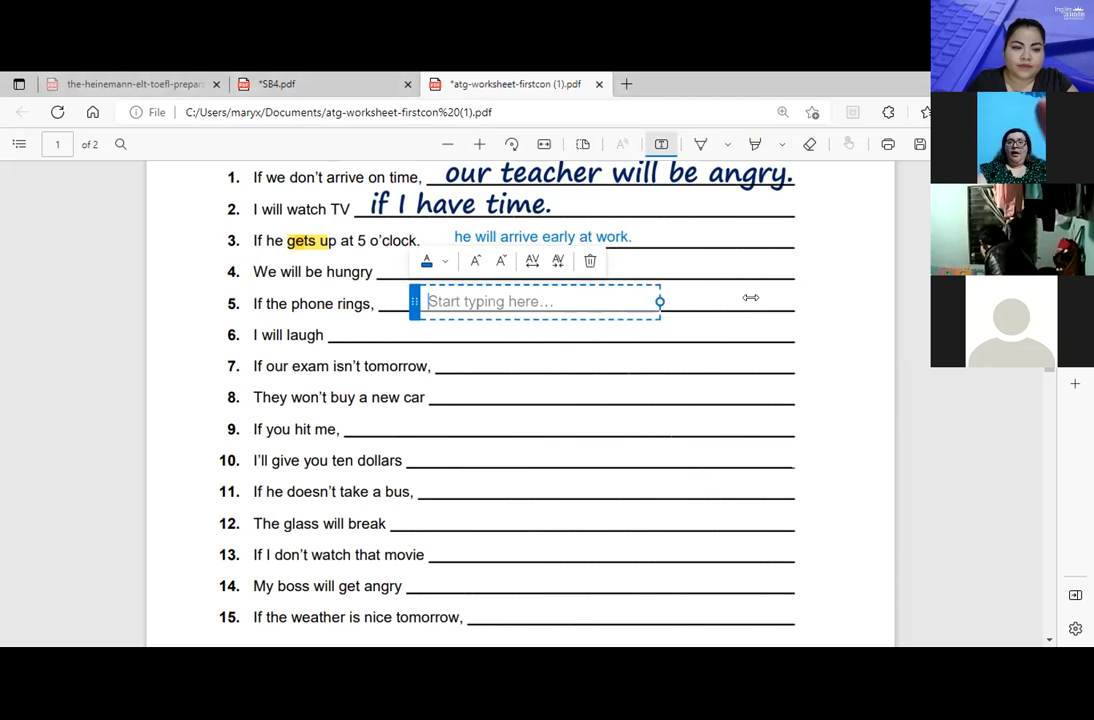 the-heinemann-elt-toefl-prepar
*SB4.pdf
*atg-worksheet-firstcon (1).pdf
File
C:/Users/maryx/Documents/atg-worksheet-firstcon%20(1).pdf
1
of 2
1. If we don't arrive on time, our teacher will be angry.
2. I will watch TV if I have time.
3. If he gets up at 5 o'clock. he will arrive early at work.
4. We will be hungry
5. If the phone rings, Start typing here...
6. I will laugh
7. If our exam isn't tomorrow,
8. They won't buy a new car
9. If you hit me,
10. I'll give you ten dollars
11. If he doesn't take a bus,
12. The glass will break
13. If I don't watch that movie
14. My boss will get angry
15. If the weather is nice tomorrow,